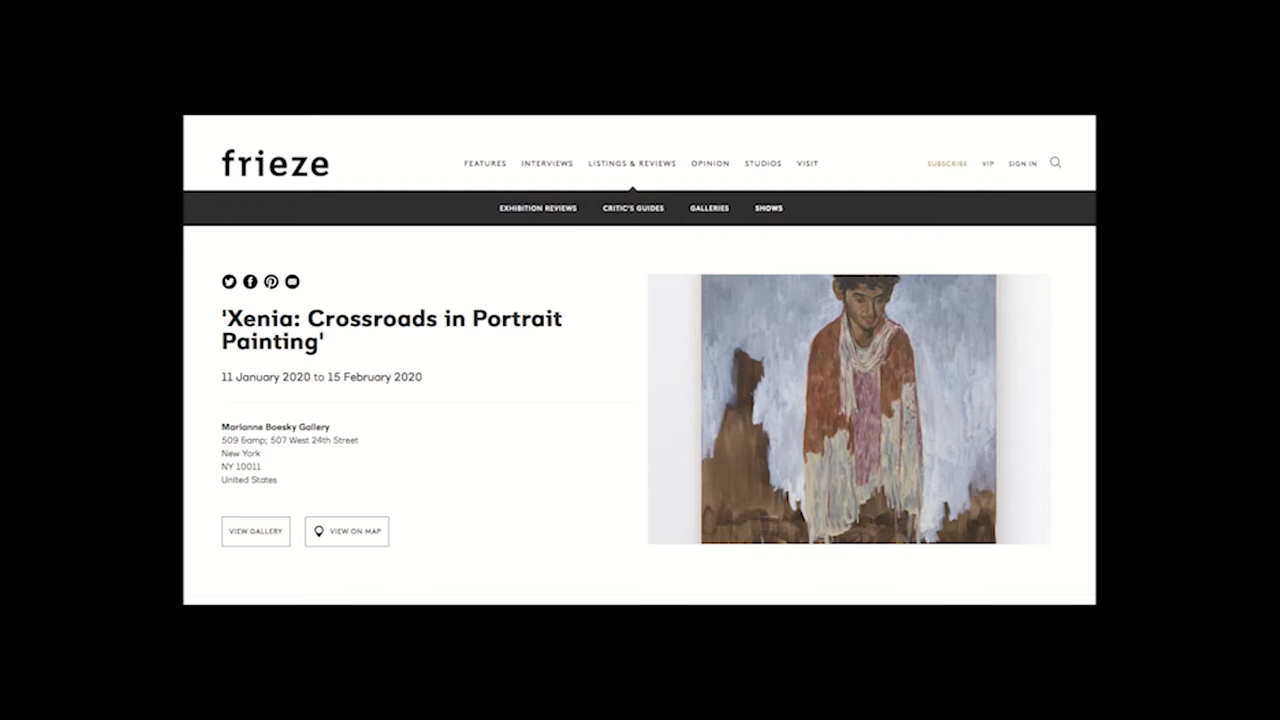 frieze
FEATURES INTERVIEWS LISTINGS & REVIEWS OPINION STUDIOS VISIT
SUBSCRIBE VIP SIGN IN
EXHIBITION REVIEWS CRITIC'S GUIDES GALLERIES SHOWS
'Xenia: Crossroads in Portrait
Painting'
11 January 2020 to 15 February 2020
Marianne Boesky Gallery
509 &amp; 507 West 24th Street
New York
NY 10011
United States
VIEW GALLERY
VIEW ON MAP